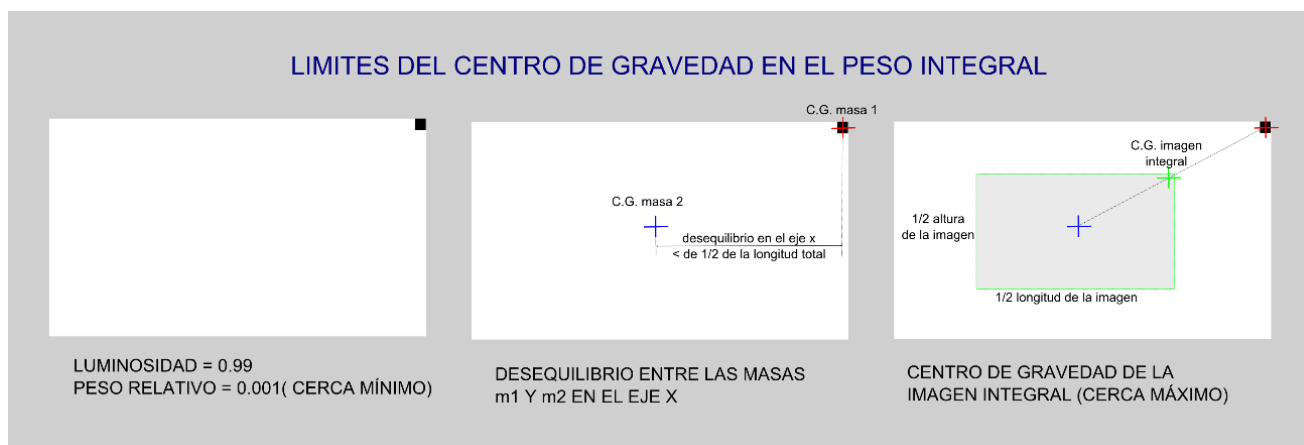 LIMITES DEL CENTRO DE GRAVEDAD EN EL PESO INTEGRAL
LUMINOSIDAD = 0.99
PESO RELATIVO = 0.001( CERCA MÍNIMO)
C.G. masa 1
C.G. masa 2
desequilibrio en el eje x
< de 1/2 de la longitud total
DESEQUILIBRIO ENTRE LAS MASAS
m1 Y m2 EN EL EJE X
C.G. imagen
integral
1/2 altura
de la imagen
1/2 longitud de la imagen
CENTRO DE GRAVEDAD DE LA
IMAGEN INTEGRAL (CERCA MÁXIMO)